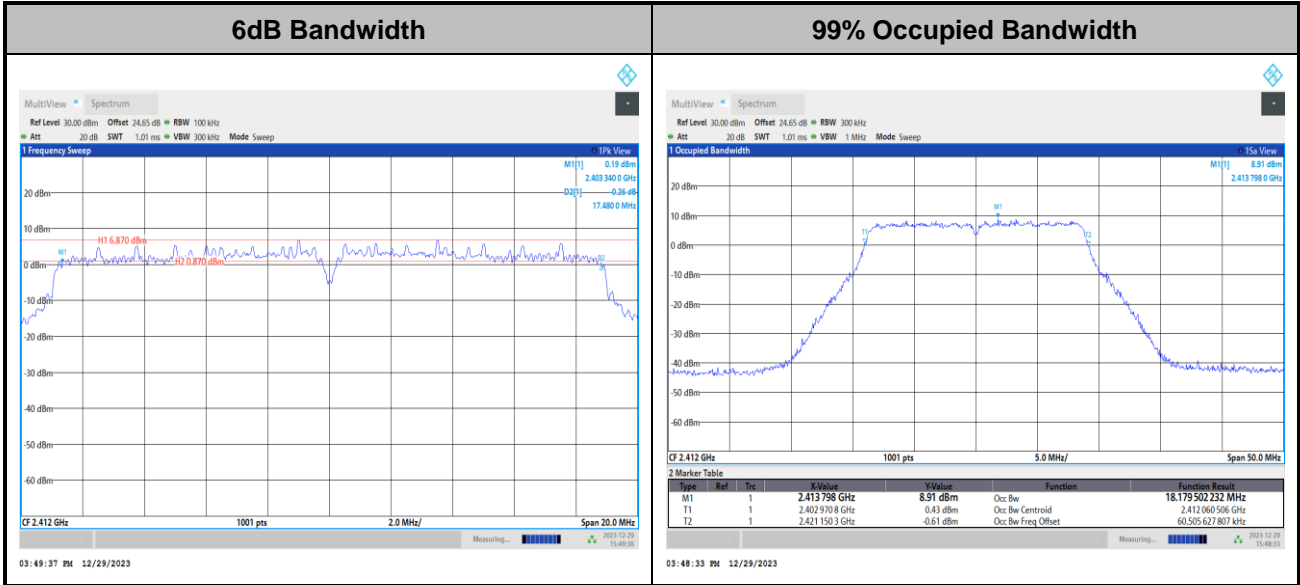 6dB Bandwidth
99% Occupied Bandwidth
MultiView Spectrum
Ref Level 30.00 dBm Offset 24.65 dB RBW 100 kHz
Att 20 dB SWT 1.01 ms VBW 300 kHz Mode Sweep
1 Frequency Sweep 1Pk View
M1[1] 0.19 dBm
2.403 340 0 GHz
D2[1] -0.26 dB
17.480 0 MHz
20 dBm
10 dBm
H1 6.870 dBm
M1
H2 0.870 dBm
D2
0 dBm
-10 dBm
-20 dBm
-30 dBm
-40 dBm
-50 dBm
-60 dBm
CF 2.412 GHz 1001 pts 2.0 MHz/ Span 20.0 MHz
Measuring...
2023-12-29
15:49:36
03:49:37 PM 12/29/2023
MultiView Spectrum
Ref Level 30.00 dBm Offset 24.65 dB RBW 300 kHz
Att 20 dB SWT 1.01 ms VBW 1 MHz Mode Sweep
1 Occupied Bandwidth 1Sa View
M1[1] 8.91 dBm
2.413 798 0 GHz
20 dBm
M1
10 dBm
T1
T2
0 dBm
-10 dBm
-20 dBm
-30 dBm
-40 dBm
-50 dBm
-60 dBm
CF 2.412 GHz 1001 pts 5.0 MHz/ Span 50.0 MHz
2 Marker Table
Type Ref Trc X-Value Y-Value Function Function Result
M1 1 2.413 798 GHz 8.91 dBm Occ Bw 18.179 502 232 MHz
T1 1 2.402 970 8 GHz 0.43 dBm Occ Bw Centroid 2.412 060 506 GHz
T2 1 2.421 150 3 GHz -0.61 dBm Occ Bw Freq Offset 60.505 627 807 kHz
Measuring...
2023-12-29
15:48:33
03:48:33 PM 12/29/2023